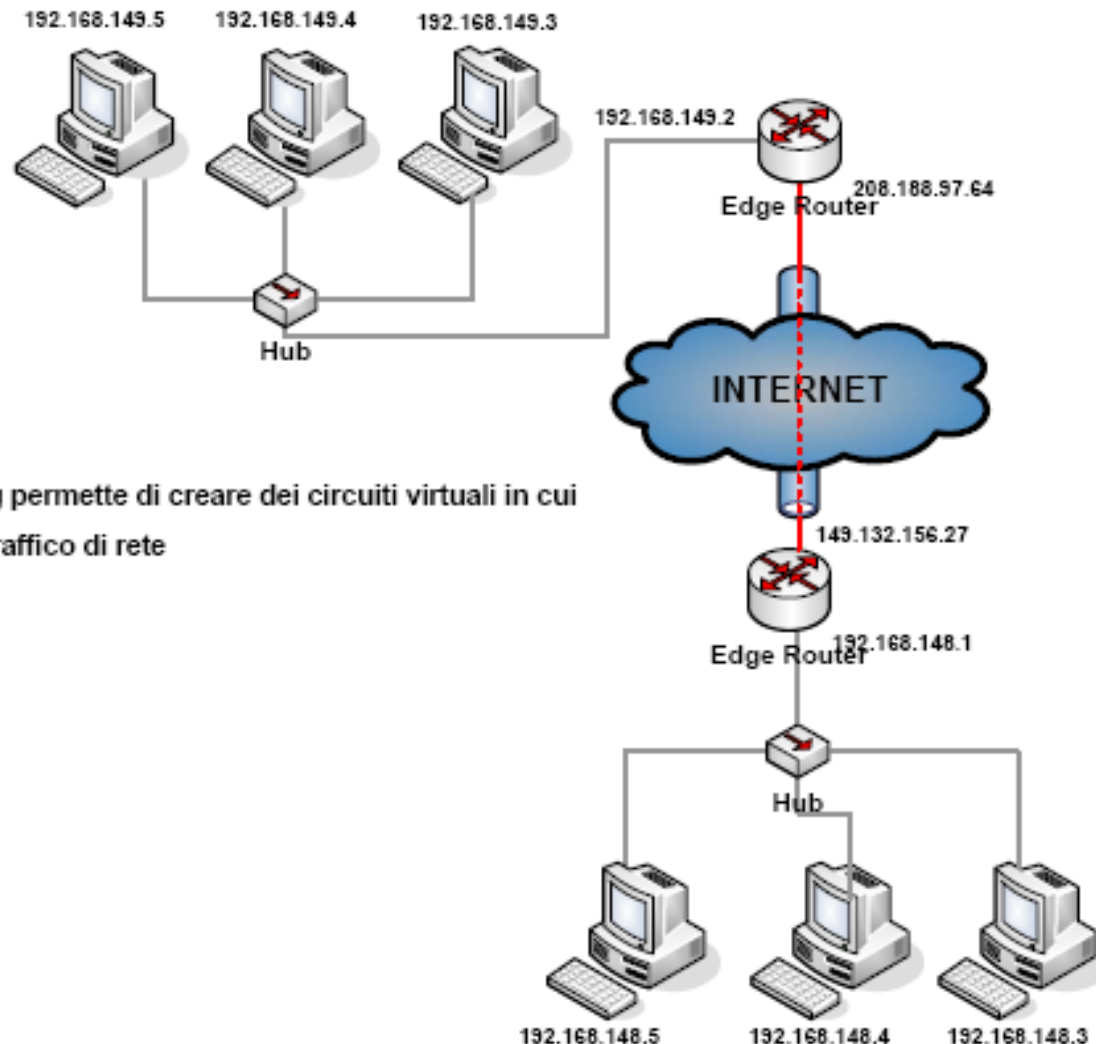 192.168.149.5 192.168.149.4 192.168.149.3
192.168.149.2
208.188.97.64
Edge Router
Hub
INTERNET
permette di creare dei circuiti virtuali in cui
raffico di rete
149.132.156.27
192.168.148.1
Edge Router
Hub
192.168.148.5 192.168.148.4 192.168.148.3